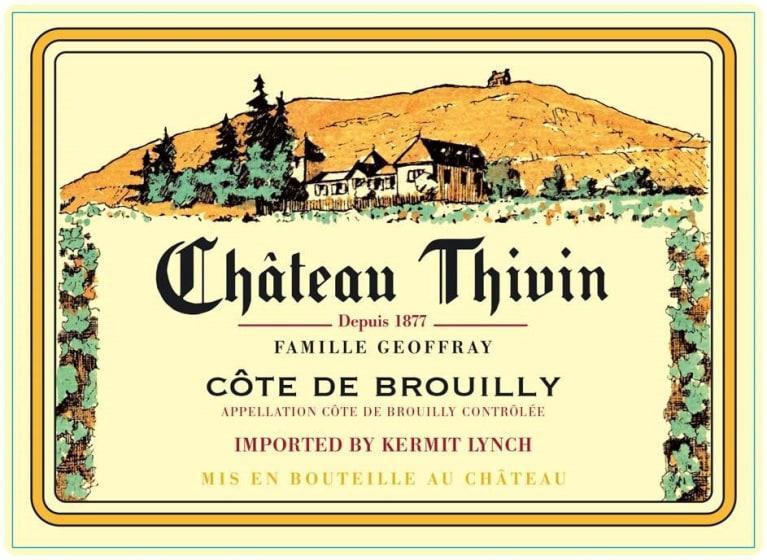 Château Thivin
Depuis 1877
FAMILLE GEOFFRAY
CÔTE DE BROUILLY
APPELLATION CÔTE DE BROUILLY CONTRÔLÉE
IMPORTED BY KERMIT LYNCH
MIS EN BOUTEILLE AU CHÂTEAU